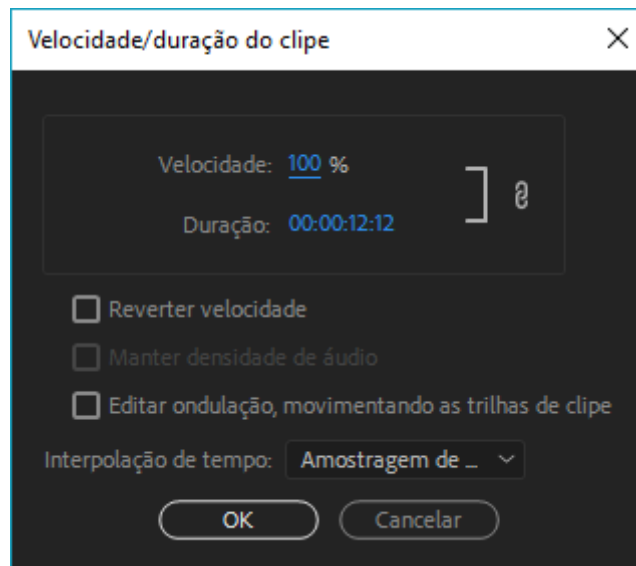 Velocidade/duração do clipe
Velocidade: 100 %
Duração: 00:00:12:12
Reverter velocidade
Manter densidade de áudio
Editar ondulação, movimentando as trilhas de clipe
Interpolação de tempo: Amostragem de ...
OK Cancelar